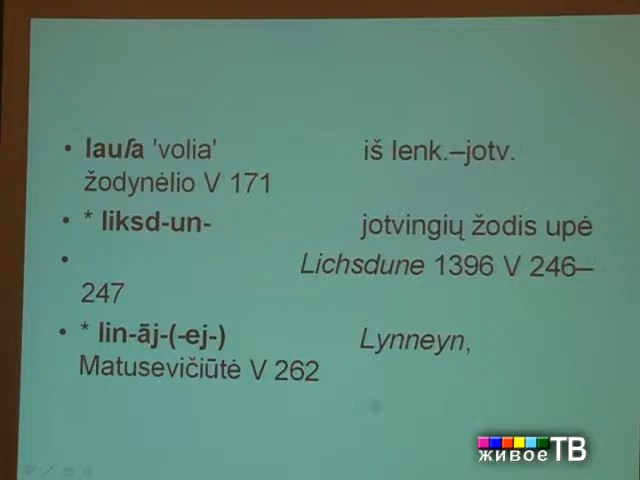 • lauſa 'volia' iš lenk.–jotv.
žodynėlio V 171
• * liksd-un- jotvingių žodis upė
• Lichsdune 1396 V 246–
247
• * lin-āj-(-ej-) Lynneyn,
Matusevičiūtė V 262
живоеТВ